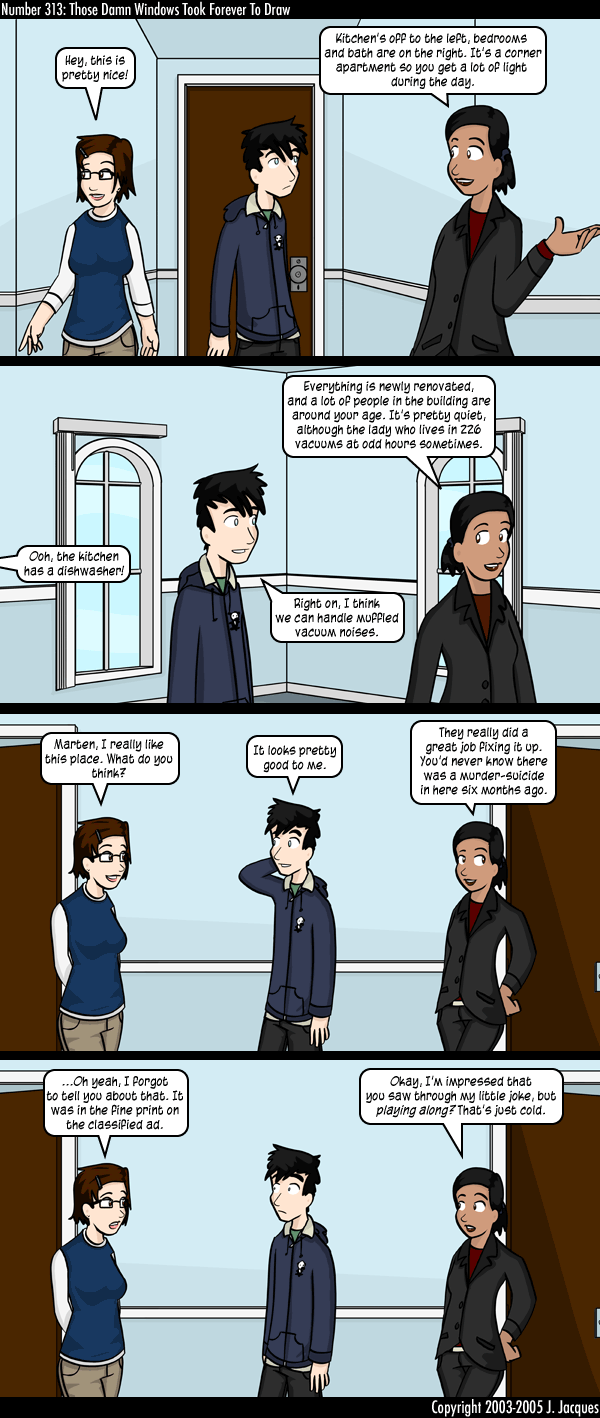 Number 313: Those Damn Windows Took Forever To Draw
Hey, this is
pretty nice!
Kitchen's off to the left, bedrooms
and bath are on the right. It's a corner
apartment so you get a lot of light
during the day.
Everything is newly renovated,
and a lot of people in the building are
around your age. It's pretty quiet,
although the lady who lives in 226
vacuums at odd hours sometimes.
Ooh, the kitchen
has a dishwasher!
Right on, I think
we can handle muffled
vacuum noises.
Marten, I really like
this place. What do you
think?
It looks pretty
good to me.
They really did a
great job fixing it up.
You'd never know there
was a murder-suicide
in here six months ago.
...Oh yeah, I forgot
to tell you about that. It
was in the fine print on
the classified ad.
Okay, I'm impressed that
you saw through my little joke, but
playing along? That's just cold.
Copyright 2003-2005 J. Jacques